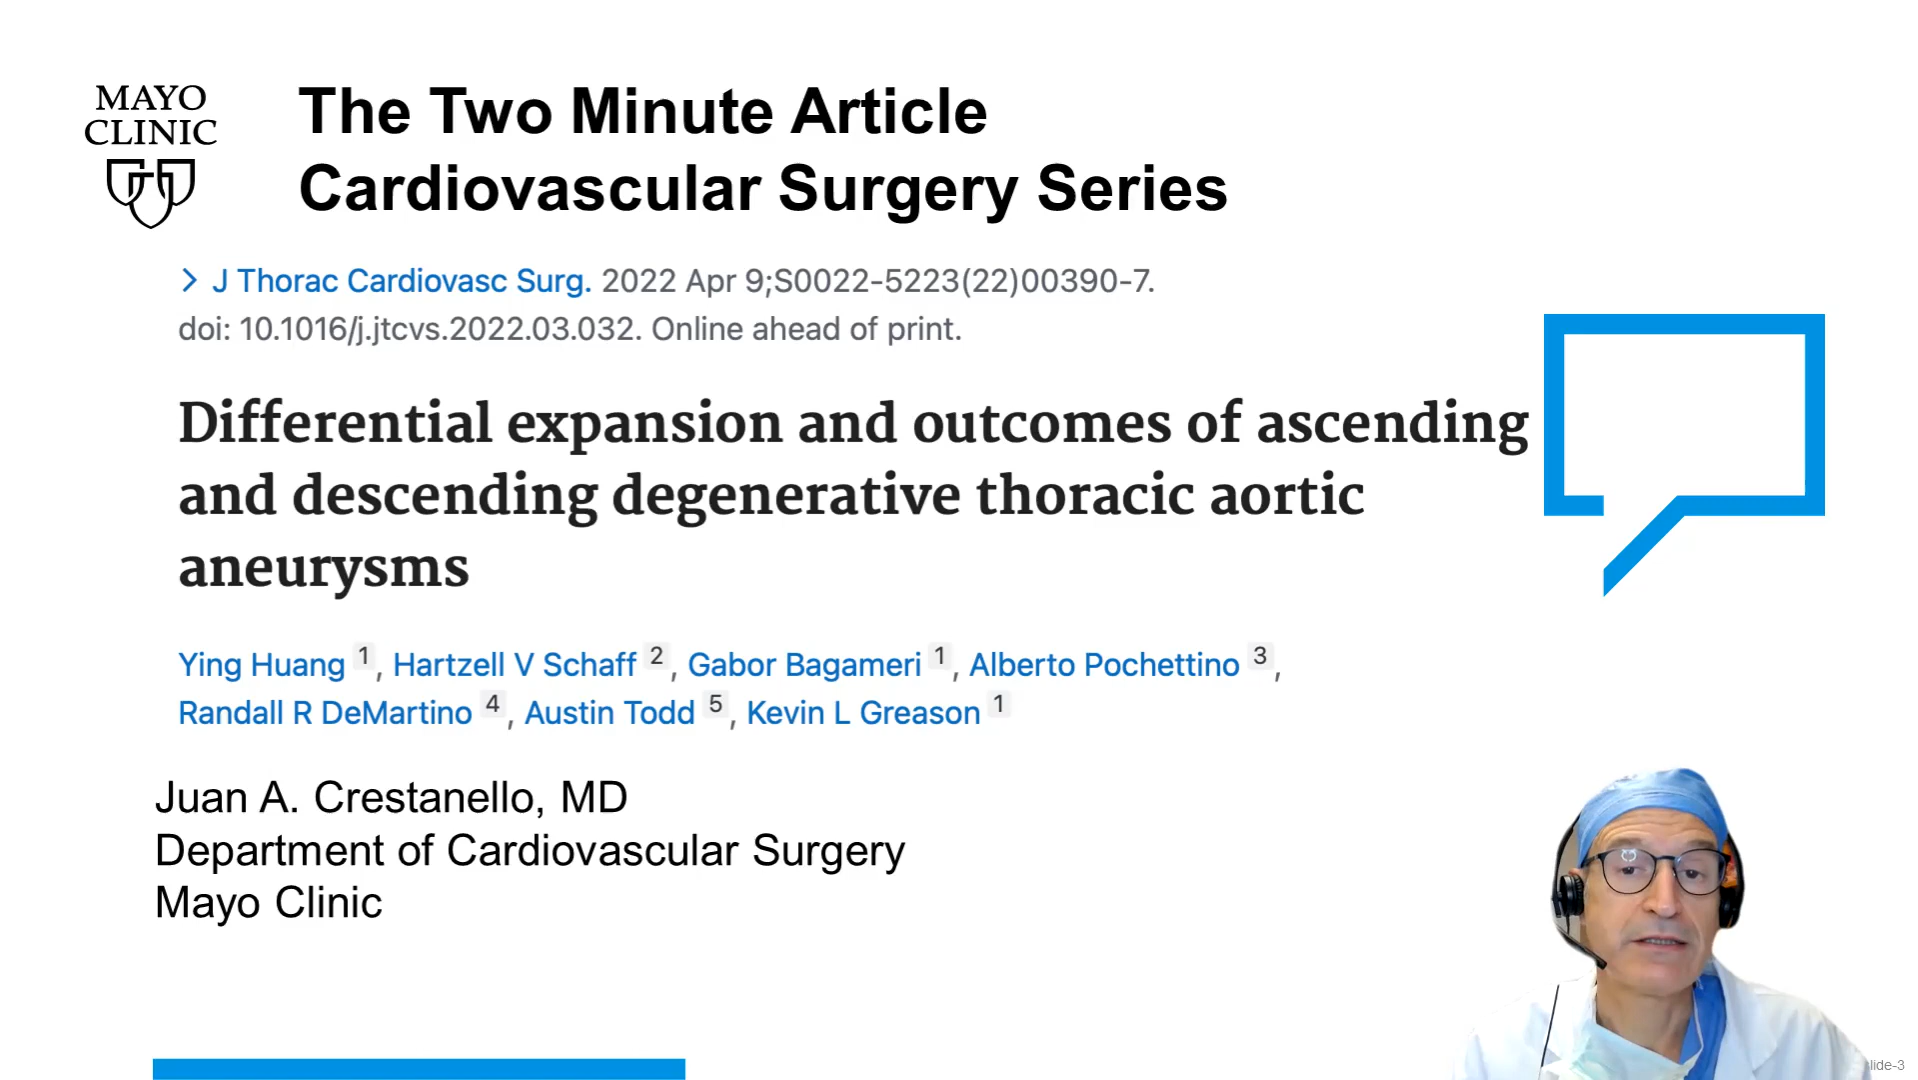 MAYO
CLINIC
The Two Minute Article
Cardiovascular Surgery Series
J Thorac Cardiovasc Surg. 2022 Apr 9;S0022-5223(22)00390-7.
doi: 10.1016/j.jtcvs.2022.03.032. Online ahead of print.
Differential expansion and outcomes of ascending
and descending degenerative thoracic aortic
aneurysms
Ying Huang 1, Hartzell V Schaff 2, Gabor Bagameri 1, Alberto Pochettino 3,
Randall R DeMartino 4, Austin Todd 5, Kevin L Greason 1
Juan A. Crestanello, MD
Department of Cardiovascular Surgery
Mayo Clinic
lide-3